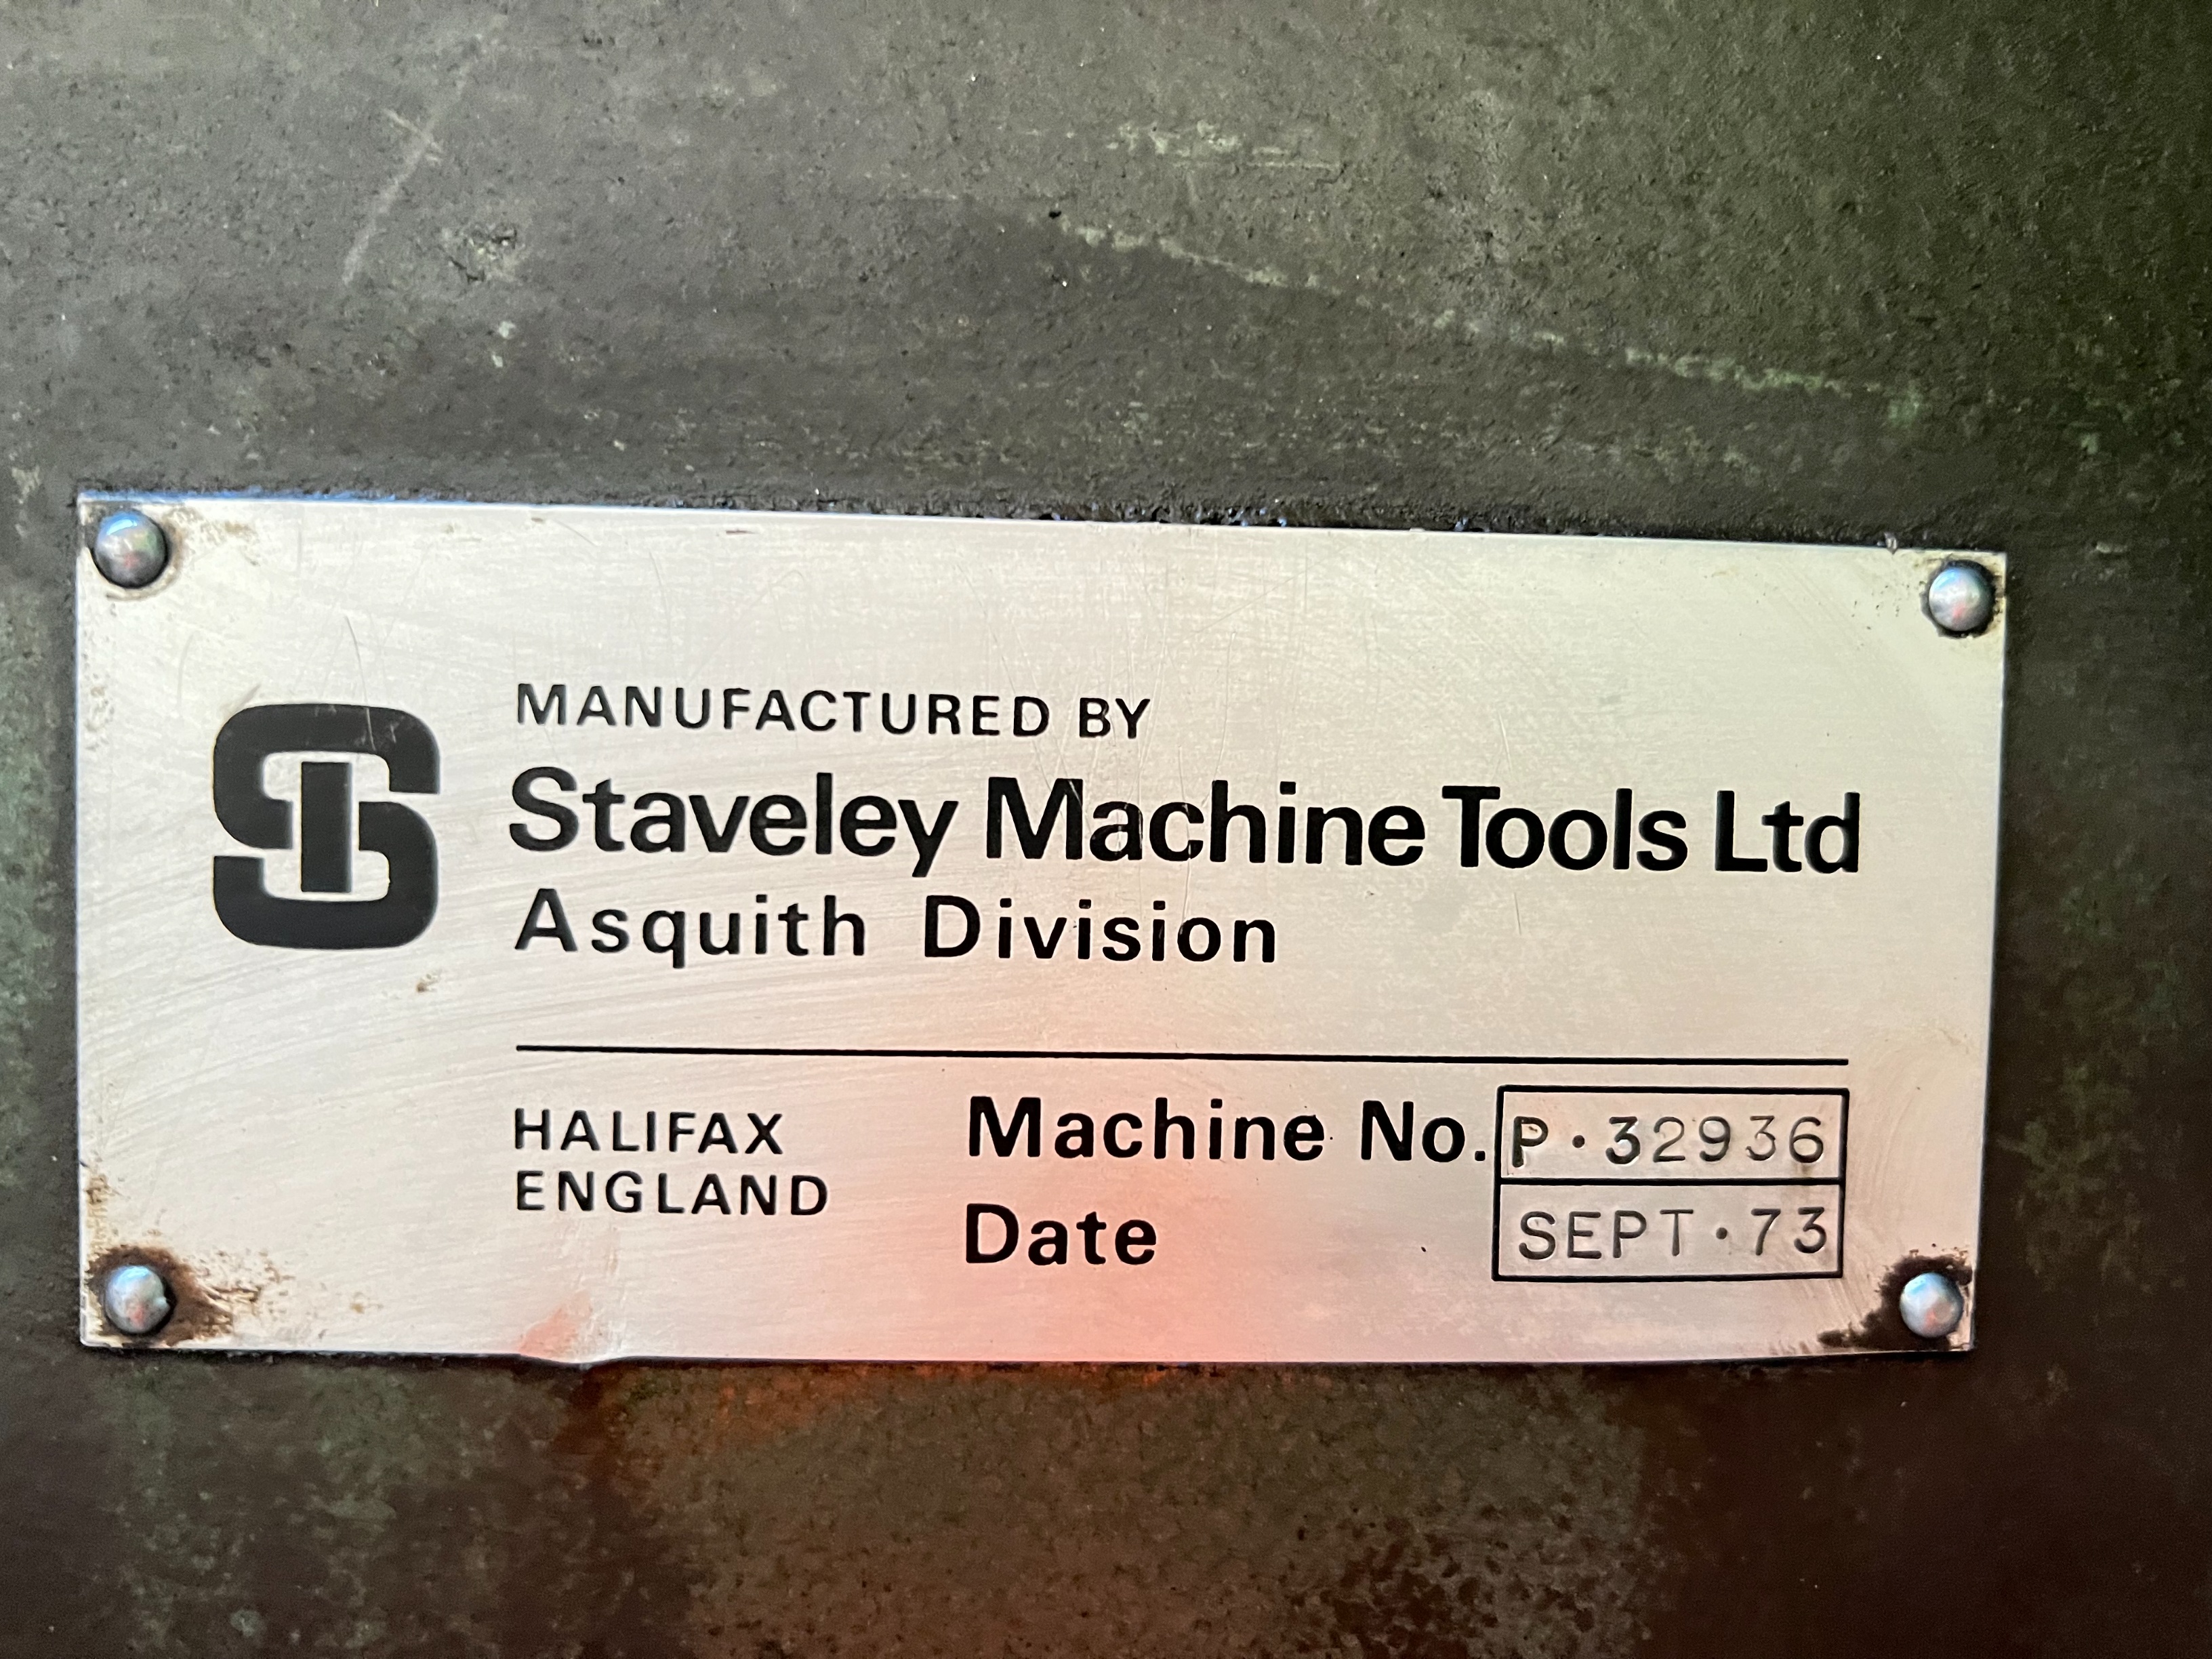 MANUFACTURED BY
Staveley Machine Tools Ltd
Asquith Division
HALIFAX
ENGLAND
Machine No. P·32936
Date SEPT·73